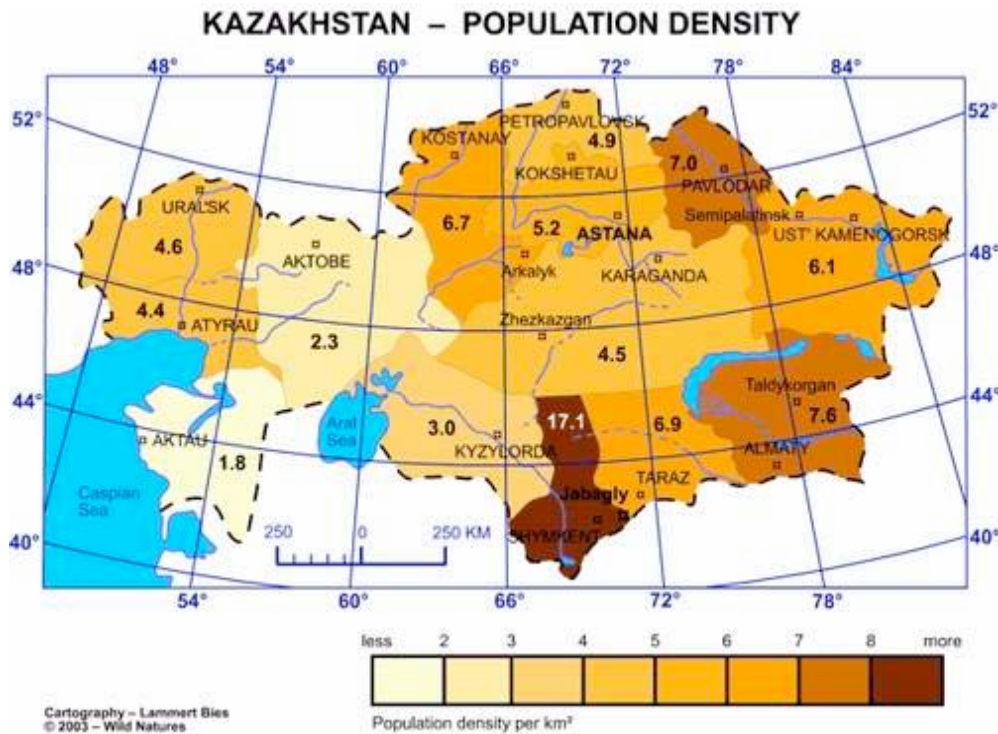 KAZAKHSTAN – POPULATION DENSITY
48° 54° 60° 66° 72° 78° 84°
52° 52°
PETROPAVLOVSK
KOSTANAY 4.9
KOKSHETAU 7.0
PAVLODAR
URAL'SK
Semipalatinsk
4.6 6.7 5.2 ASTANA UST' KAMENOGORSK
AKTOBE
48° Arkalyk KARAGANDA 6.1 48°
4.4
ATYRAU Zhezkazgan
2.3 4.5
Taldykorgan
44° Aral 3.0 17.1 6.9 7.6 44°
Sea
AKTAU KYZYLORDA ALMATY
1.8 TARAZ
Caspian Jabagly
Sea
250 0 250 KM SHYMKENT
40° 40°
54° 60° 66° 72° 78°
less 2 3 4 5 6 7 8 more
Cartography – Lammert Bies
© 2003 – Wild Natures
Population density per km²